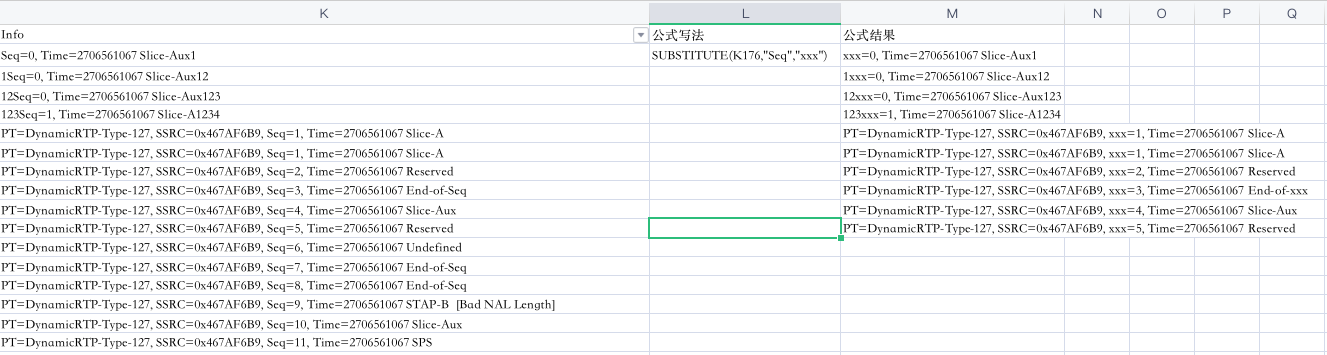 K L M N O P Q
Info 公式写法 公式结果
Seq=0, Time=2706561067 Slice-Aux1 SUBSTITUTE(K176,"Seq","xxx") xxx=0, Time=2706561067 Slice-Aux1
1Seq=0, Time=2706561067 Slice-Aux12 1xxx=0, Time=2706561067 Slice-Aux12
12Seq=0, Time=2706561067 Slice-Aux123 12xxx=0, Time=2706561067 Slice-Aux123
123Seq=1, Time=2706561067 Slice-A1234 123xxx=1, Time=2706561067 Slice-A1234
PT=DynamicRTP-Type-127, SSRC=0x467AF6B9, Seq=1, Time=2706561067 Slice-A PT=DynamicRTP-Type-127, SSRC=0x467AF6B9, xxx=1, Time=2706561067 Slice-A
PT=DynamicRTP-Type-127, SSRC=0x467AF6B9, Seq=1, Time=2706561067 Slice-A PT=DynamicRTP-Type-127, SSRC=0x467AF6B9, xxx=1, Time=2706561067 Slice-A
PT=DynamicRTP-Type-127, SSRC=0x467AF6B9, Seq=2, Time=2706561067 Reserved PT=DynamicRTP-Type-127, SSRC=0x467AF6B9, xxx=2, Time=2706561067 Reserved
PT=DynamicRTP-Type-127, SSRC=0x467AF6B9, Seq=3, Time=2706561067 End-of-Seq PT=DynamicRTP-Type-127, SSRC=0x467AF6B9, xxx=3, Time=2706561067 End-of-xxx
PT=DynamicRTP-Type-127, SSRC=0x467AF6B9, Seq=4, Time=2706561067 Slice-Aux PT=DynamicRTP-Type-127, SSRC=0x467AF6B9, xxx=4, Time=2706561067 Slice-Aux
PT=DynamicRTP-Type-127, SSRC=0x467AF6B9, Seq=5, Time=2706561067 Reserved PT=DynamicRTP-Type-127, SSRC=0x467AF6B9, xxx=5, Time=2706561067 Reserved
PT=DynamicRTP-Type-127, SSRC=0x467AF6B9, Seq=6, Time=2706561067 Undefined
PT=DynamicRTP-Type-127, SSRC=0x467AF6B9, Seq=7, Time=2706561067 End-of-Seq
PT=DynamicRTP-Type-127, SSRC=0x467AF6B9, Seq=8, Time=2706561067 End-of-Seq
PT=DynamicRTP-Type-127, SSRC=0x467AF6B9, Seq=9, Time=2706561067 STAP-B  [Bad NAL Length]
PT=DynamicRTP-Type-127, SSRC=0x467AF6B9, Seq=10, Time=2706561067 Slice-Aux
PT=DynamicRTP-Type-127, SSRC=0x467AF6B9, Seq=11, Time=2706561067 SPS